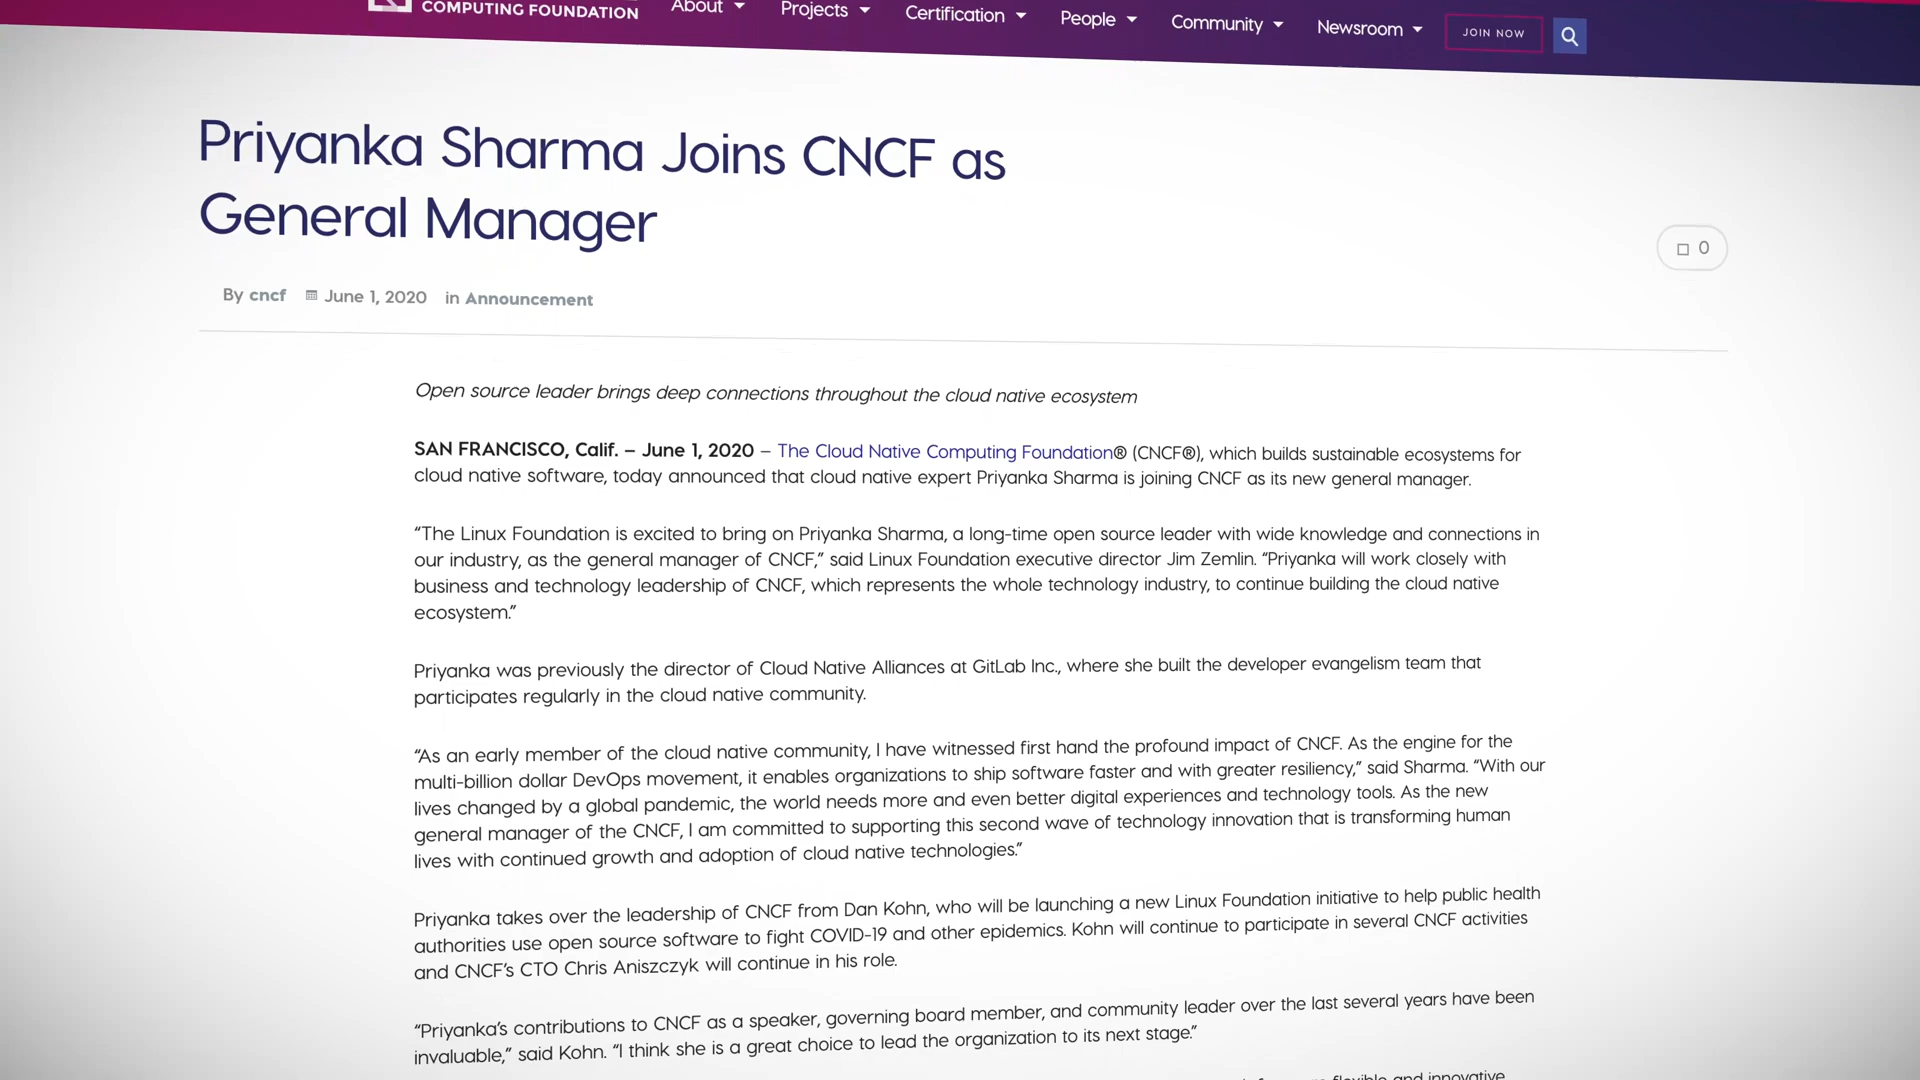 COMPUTING FOUNDATION
About
Projects
Certification
People
Community
Newsroom
JOIN NOW
Priyanka Sharma Joins CNCF as
General Manager
0
By cncf June 1, 2020 in Announcement
Open source leader brings deep connections throughout the cloud native ecosystem
SAN FRANCISCO, Calif. – June 1, 2020 – The Cloud Native Computing Foundation® (CNCF®), which builds sustainable ecosystems for
cloud native software, today announced that cloud native expert Priyanka Sharma is joining CNCF as its new general manager.
“The Linux Foundation is excited to bring on Priyanka Sharma, a long-time open source leader with wide knowledge and connections in
our industry, as the general manager of CNCF,” said Linux Foundation executive director Jim Zemlin. “Priyanka will work closely with
business and technology leadership of CNCF, which represents the whole technology industry, to continue building the cloud native
ecosystem.”
Priyanka was previously the director of Cloud Native Alliances at GitLab Inc., where she built the developer evangelism team that
participates regularly in the cloud native community.
“As an early member of the cloud native community, I have witnessed first hand the profound impact of CNCF. As the engine for the
multi-billion dollar DevOps movement, it enables organizations to ship software faster and with greater resiliency,” said Sharma. “With our
lives changed by a global pandemic, the world needs more and even better digital experiences and technology tools. As the new
general manager of the CNCF, I am committed to supporting this second wave of technology innovation that is transforming human
lives with continued growth and adoption of cloud native technologies.”
Priyanka takes over the leadership of CNCF from Dan Kohn, who will be launching a new Linux Foundation initiative to help public health
authorities use open source software to fight COVID-19 and other epidemics. Kohn will continue to participate in several CNCF activities
and CNCF’s CTO Chris Aniszczyk will continue in his role.
“Priyanka’s contributions to CNCF as a speaker, governing board member, and community leader over the last several years have been
invaluable,” said Kohn. “I think she is a great choice to lead the organization to its next stage.”
flexible and innovative